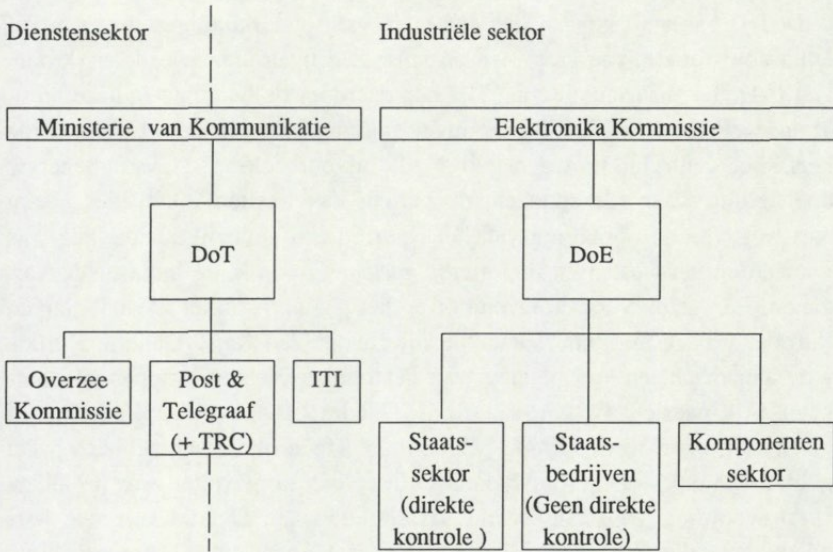 Dienstensektor
Industriële sektor
Ministerie van Kommunikatie
Elektronika Kommissie
DoT
DoE
Overzee
Kommissie
Post &
Telegraaf
(+ TRC)
ITI
Staats-
sektor
(direkte
kontrole )
Staats-
bedrijven
(Geen direkte
kontrole)
Komponenten
sektor